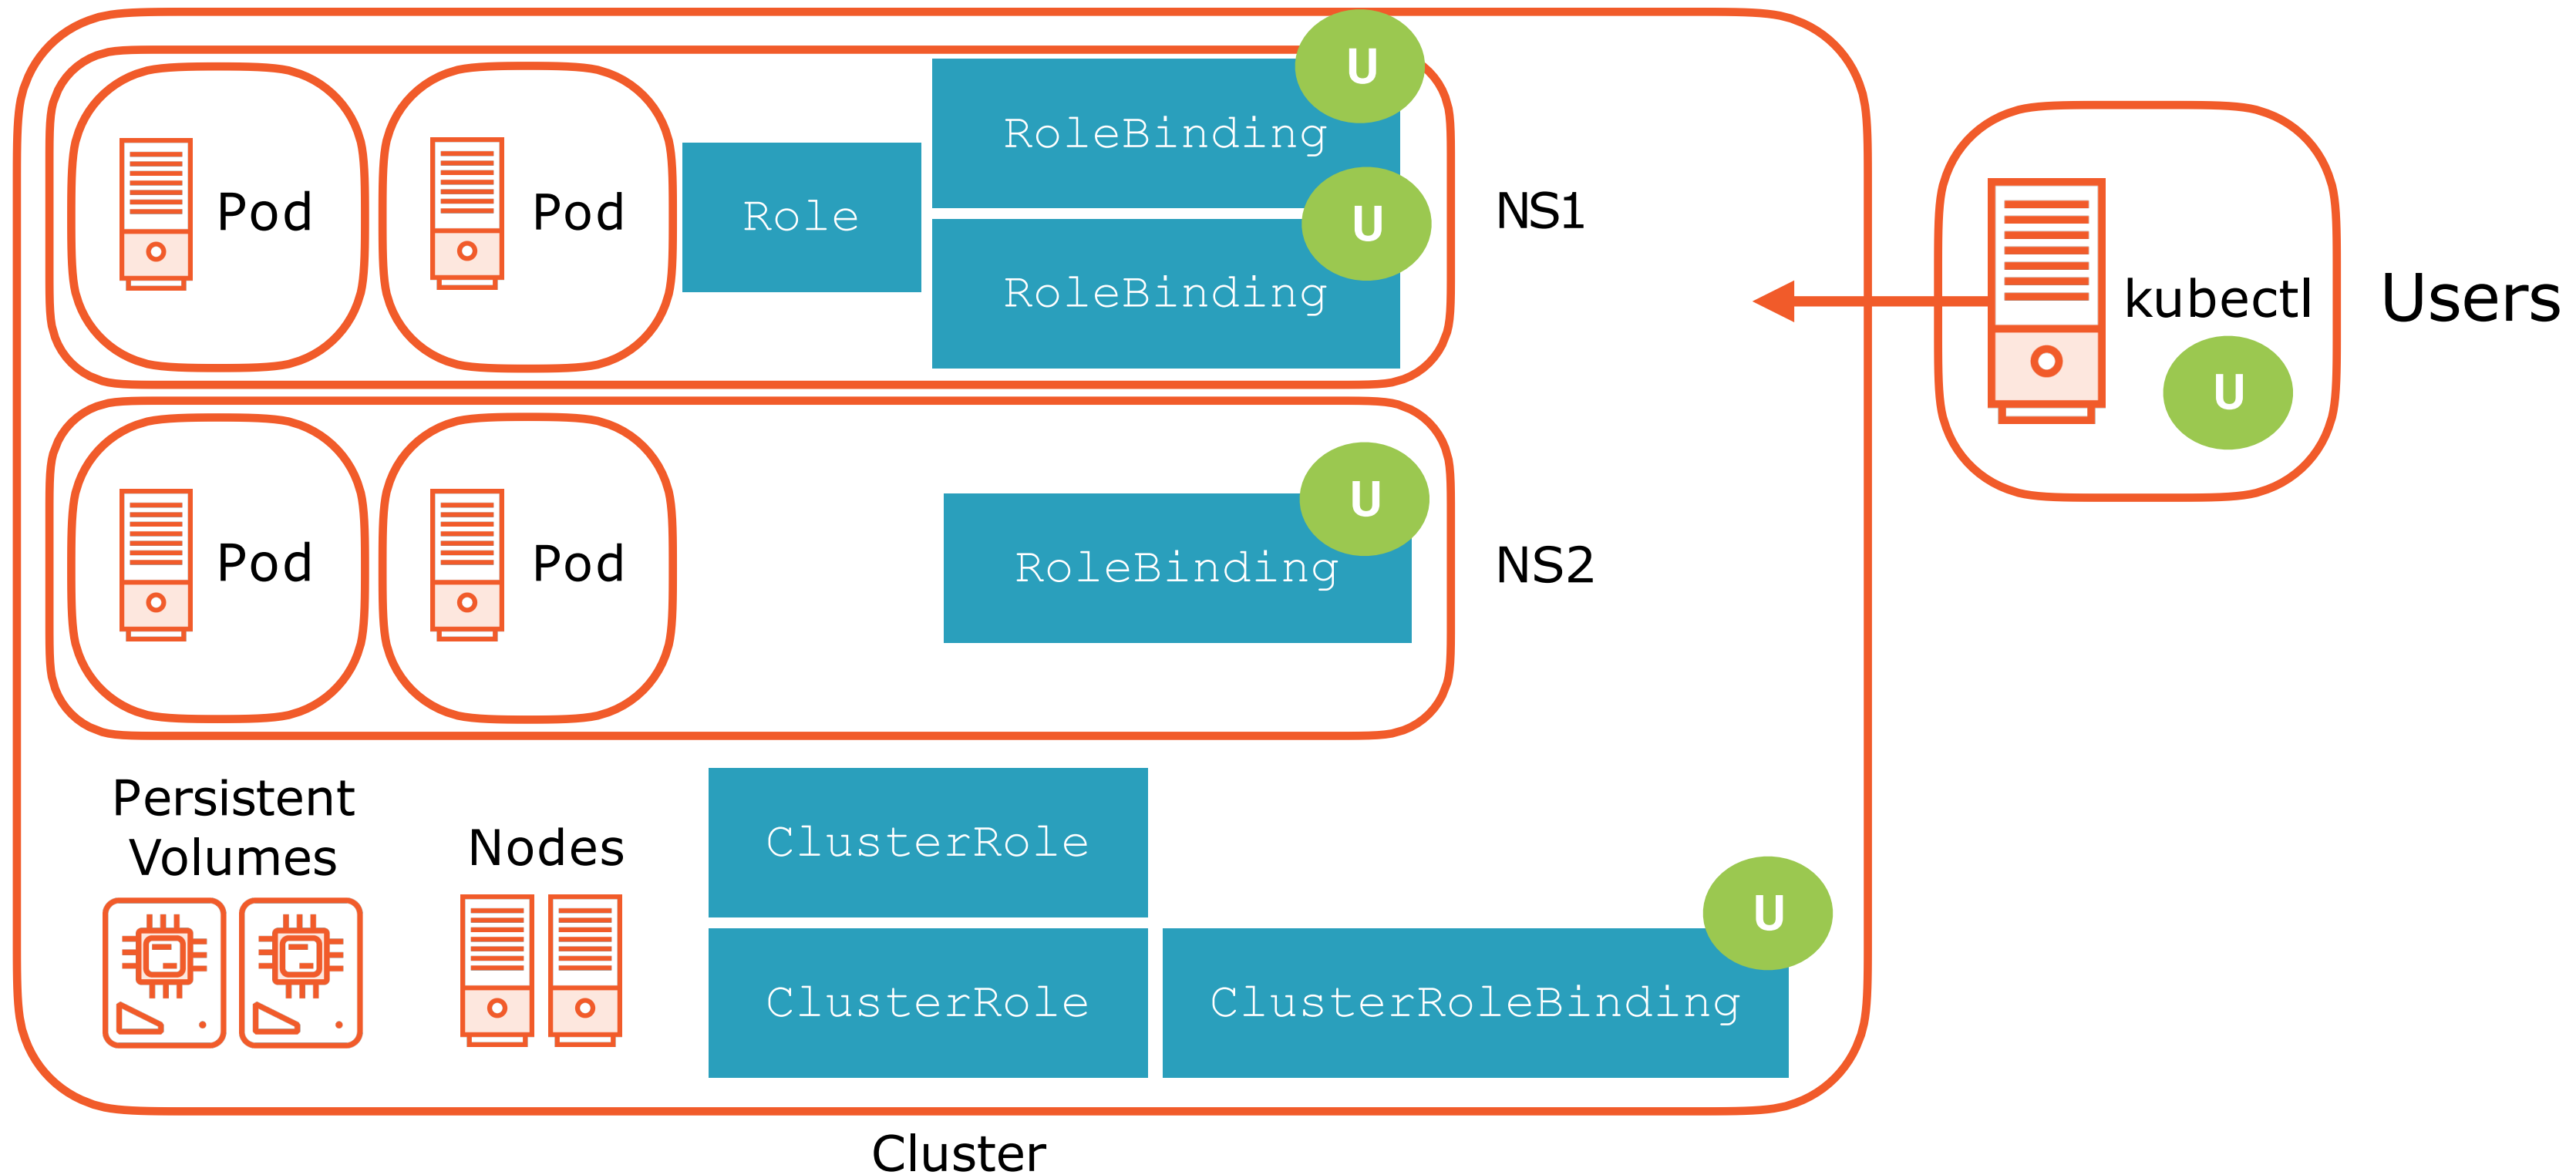 U
RoleBinding
Pod
Pod
Role
U
NS1
RoleBinding
kubectl
Users
U
U
Pod
Pod
RoleBinding
NS2
Persistent
Volumes
Nodes
ClusterRole
U
ClusterRole
ClusterRoleBinding
Cluster